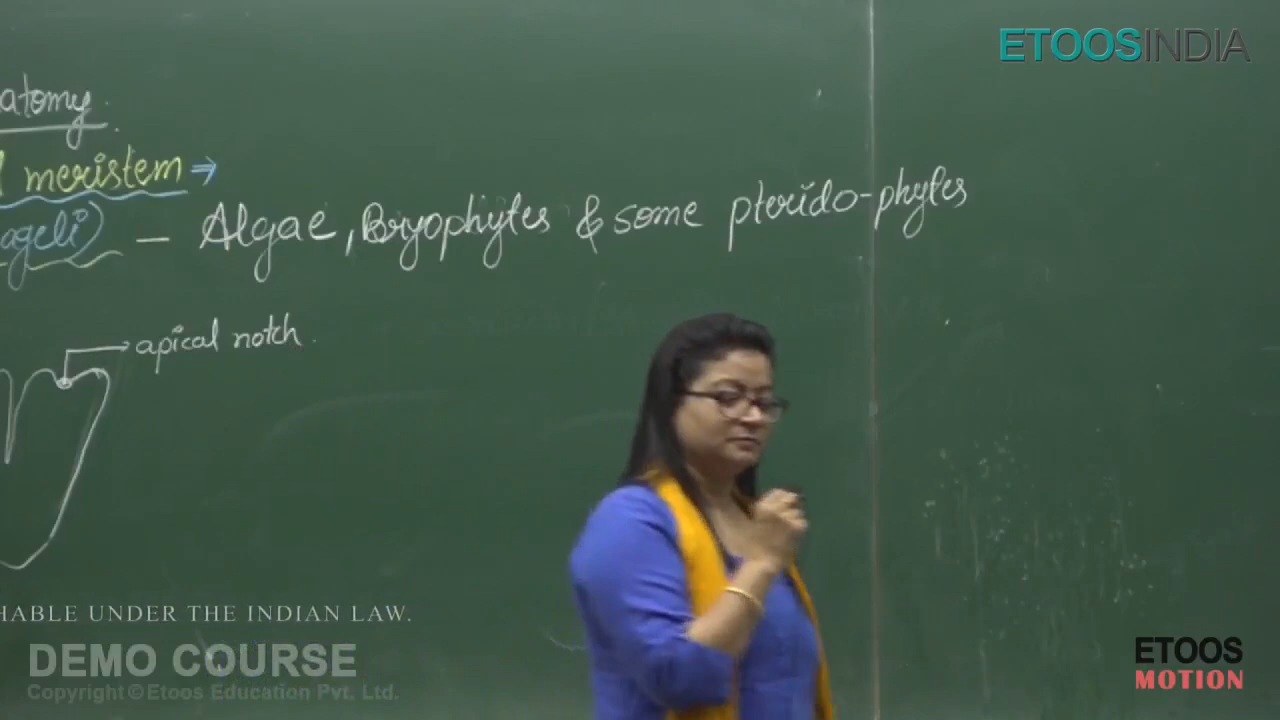 ETOOSINDIA
atomy
l meristem →
ageli) — Algae, Bryophytes & some pterido-phytes
apical notch
HABLE UNDER THE INDIAN LAW.
DEMO COURSE
Copyright © Etoos Education Pvt. Ltd.
ETOOS
MOTION